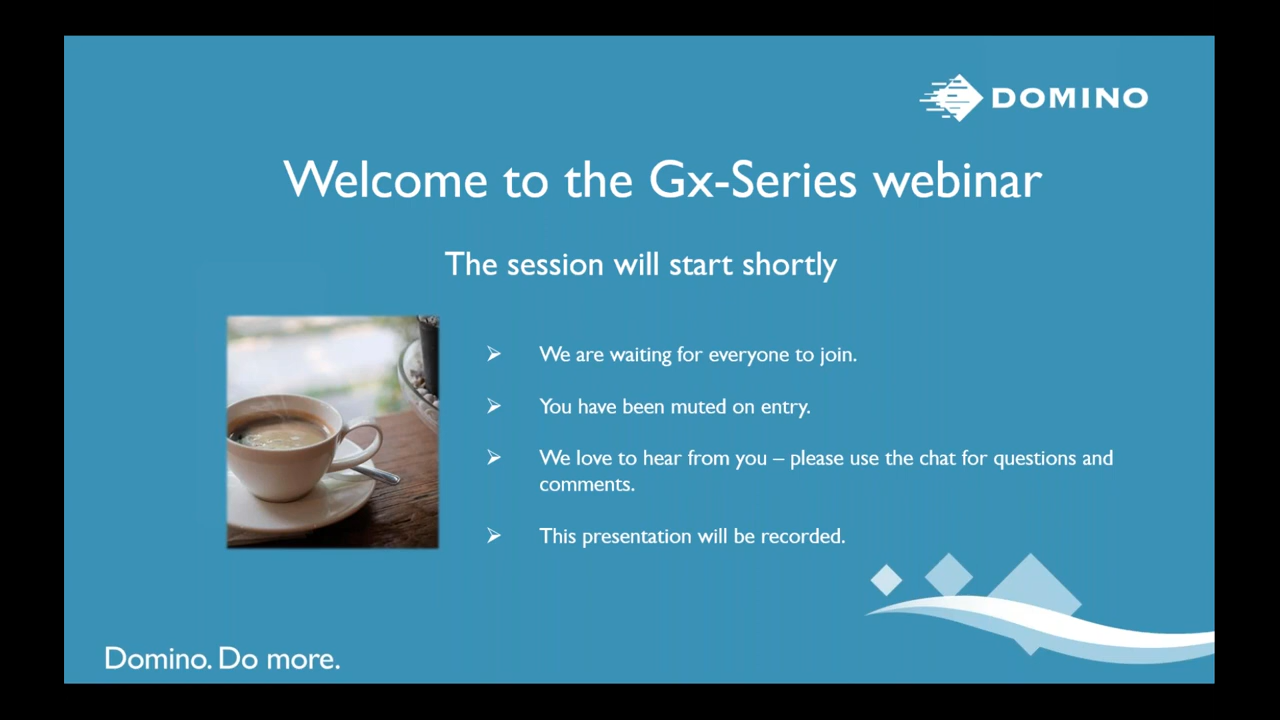 DOMINO
Welcome to the Gx-Series webinar
The session will start shortly
➢ We are waiting for everyone to join.
➢ You have been muted on entry.
➢ We love to hear from you – please use the chat for questions and
comments.
➢ This presentation will be recorded.
Domino. Do more.